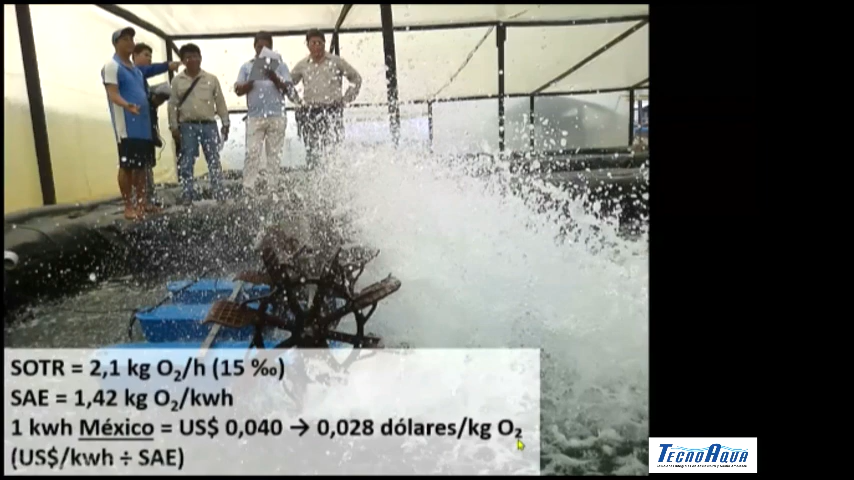 SOTR = 2,1 kg O₂/h (15 ‰)
SAE = 1,42 kg O₂/kwh
1 kwh México = US$ 0,040 → 0,028 dólares/kg O₂
(US$/kwh ÷ SAE)
TECNOAQUA